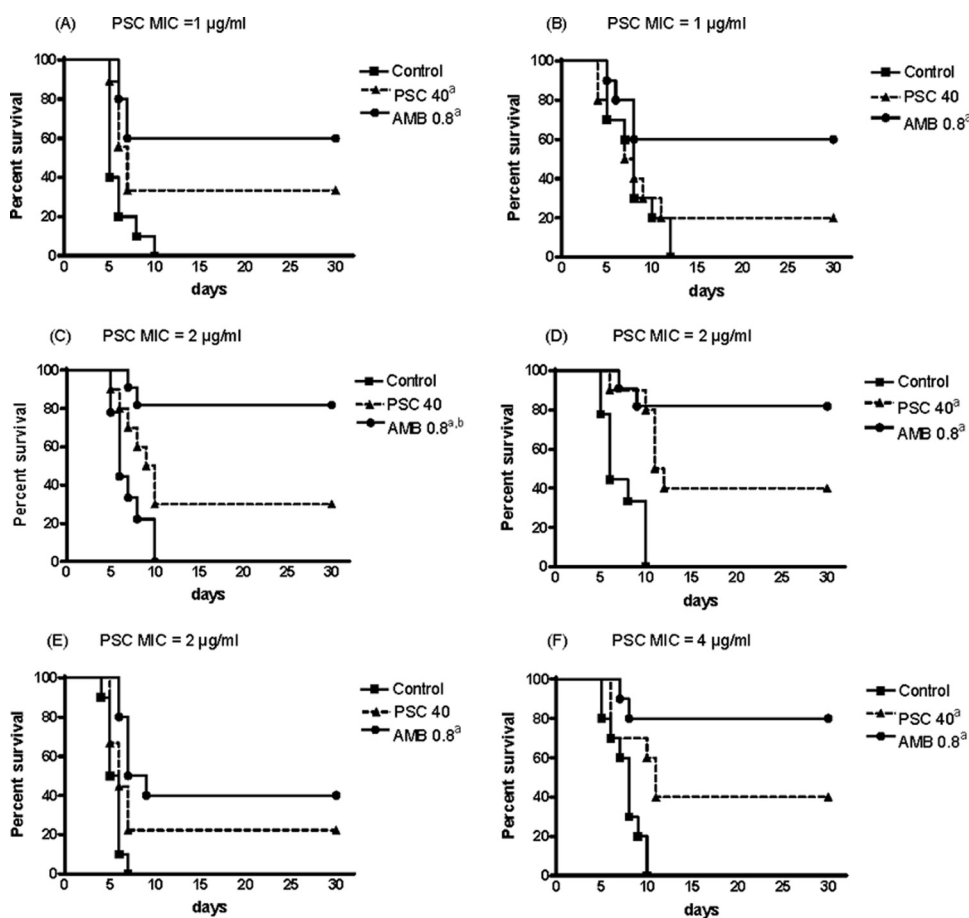 (A) PSC MIC =1 µg/ml
Percent survival
100
80
60
40
20
0
0 5 10 15 20 25 30
days
Control
PSC 40ª
AMB 0.8ª
(B) PSC MIC = 1 µg/ml
Percent survival
100
80
60
40
20
0
0 5 10 15 20 25 30
days
Control
PSC 40
AMB 0.8ª
(C) PSC MIC = 2 µg/ml
Percent survival
100
80
60
40
20
0
0 5 10 15 20 25 30
days
Control
PSC 40
AMB 0.8ª,ᵇ
(D) PSC MIC = 2 µg/ml
Percent survival
100
80
60
40
20
0
0 5 10 15 20 25 30
days
Control
PSC 40ª
AMB 0.8ª
(E) PSC MIC = 2 µg/ml
Percent survival
100
80
60
40
20
0
0 5 10 15 20 25 30
days
Control
PSC 40
AMB 0.8ª
(F) PSC MIC = 4 µg/ml
Percent survival
100
80
60
40
20
0
0 5 10 15 20 25 30
days
Control
PSC 40ª
AMB 0.8ª